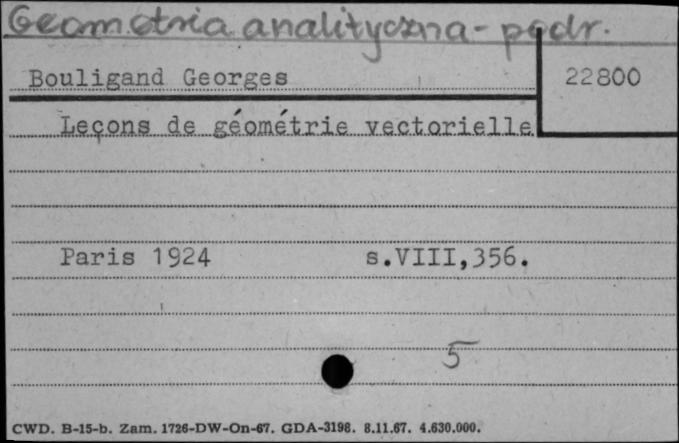 Geometria analityczna - podr.
Bouligand Georges
22800
Leçons de géométrie vectorielle
Paris 1924 s.VIII,356.
5
CWD. B-15-b. Zam. 1726-DW-On-67. GDA-3198. 8.11.67. 4.630.000.